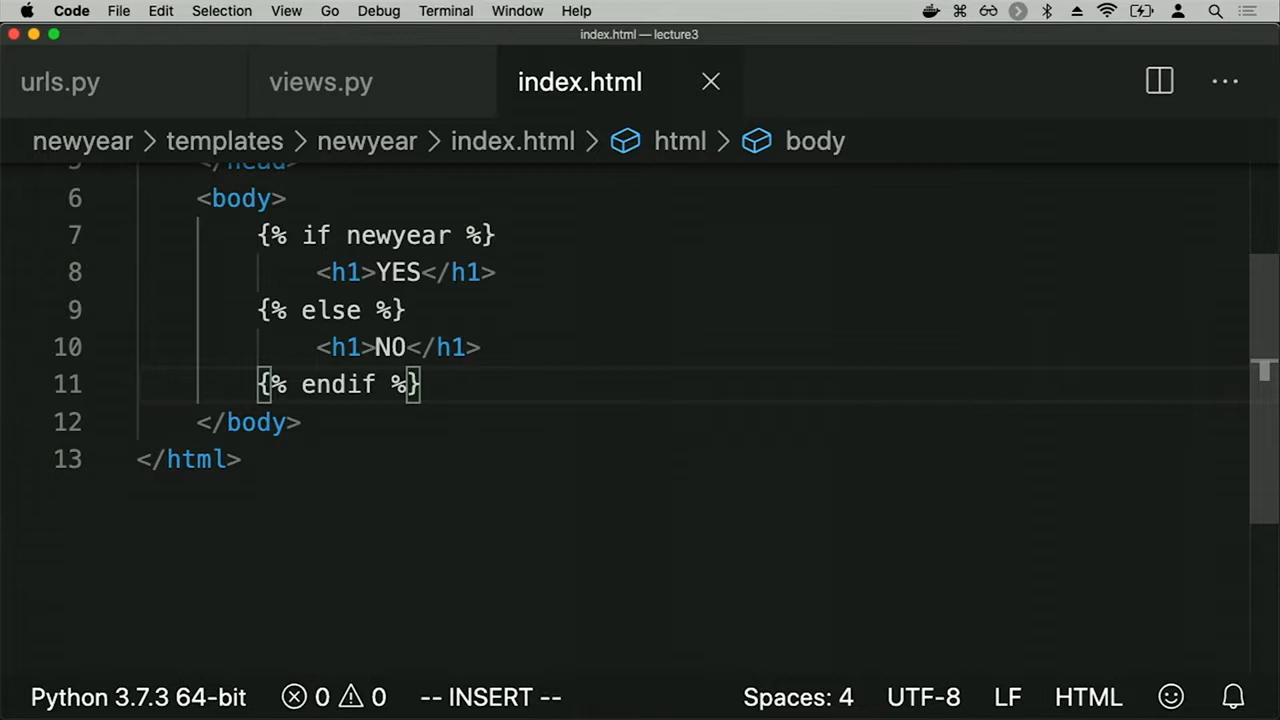 Code File Edit Selection View Go Debug Terminal Window Help
index.html — lecture3
urls.py views.py index.html
newyear > templates > newyear > index.html > html > body
5 </head>
6 <body>
7 {% if newyear %}
8 <h1>YES</h1>
9 {% else %}
10 <h1>NO</h1>
11 {% endif %}
12 </body>
13 </html>
Python 3.7.3 64-bit 0 0 -- INSERT -- Spaces: 4 UTF-8 LF HTML